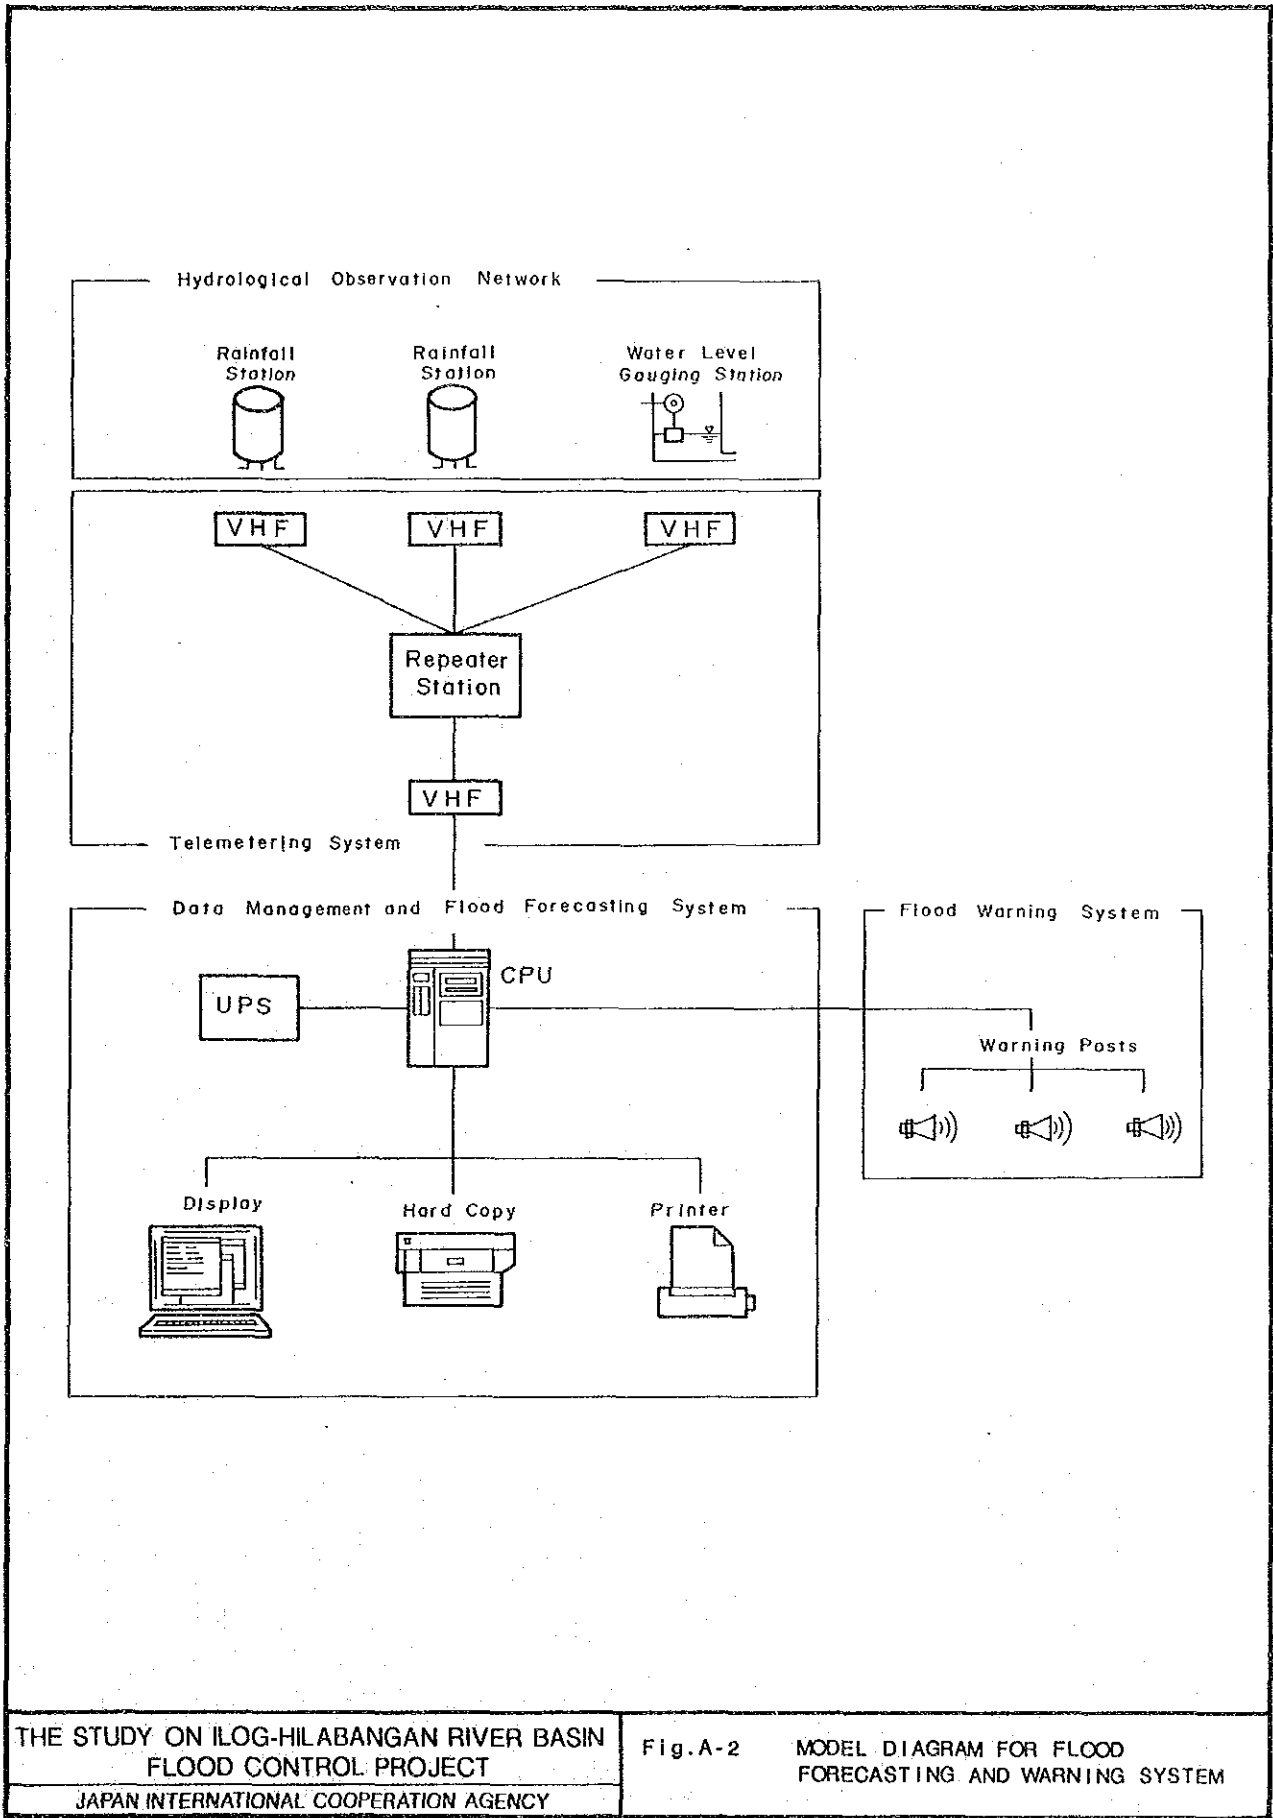 Hydrological Observation Network
Rainfall
Station
Rainfall
Station
Water Level
Gauging Station
VHF
VHF
VHF
Repeater
Station
VHF
Telemetering System
Data Management and Flood Forecasting System
Flood Warning System
CPU
UPS
Warning Posts
Display
Hard Copy
Printer
THE STUDY ON ILOG-HILABANGAN RIVER BASIN
FLOOD CONTROL PROJECT
JAPAN INTERNATIONAL COOPERATION AGENCY
Fig.A-2 MODEL DIAGRAM FOR FLOOD
FORECASTING AND WARNING SYSTEM